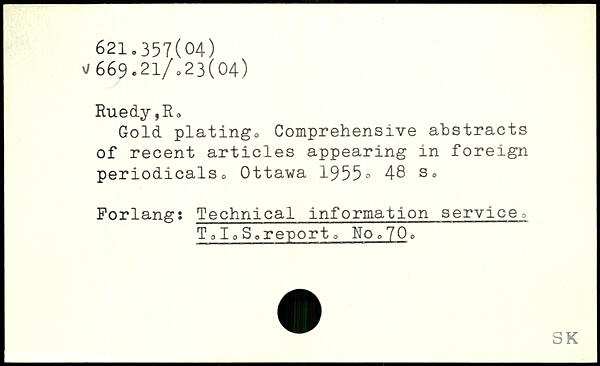 621.357(04)
v669.21/.23(04)
Ruedy,R.
Gold plating. Comprehensive abstracts
of recent articles appearing in foreign
periodicals. Ottawa 1955. 48 s.
Forlang: Technical information service.
T.I.S.report. No.70.
SK